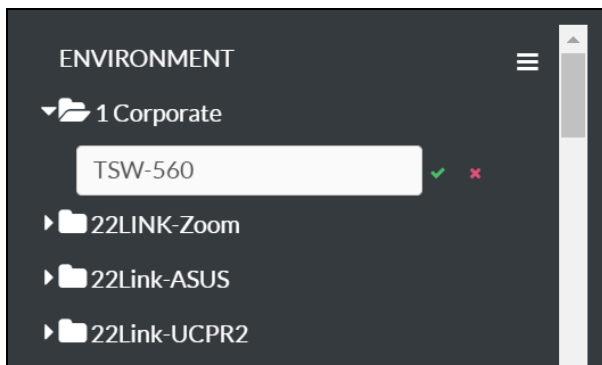 ENVIRONMENT
1 Corporate
TSW-560
22LINK-Zoom
22Link-ASUS
22Link-UCPR2